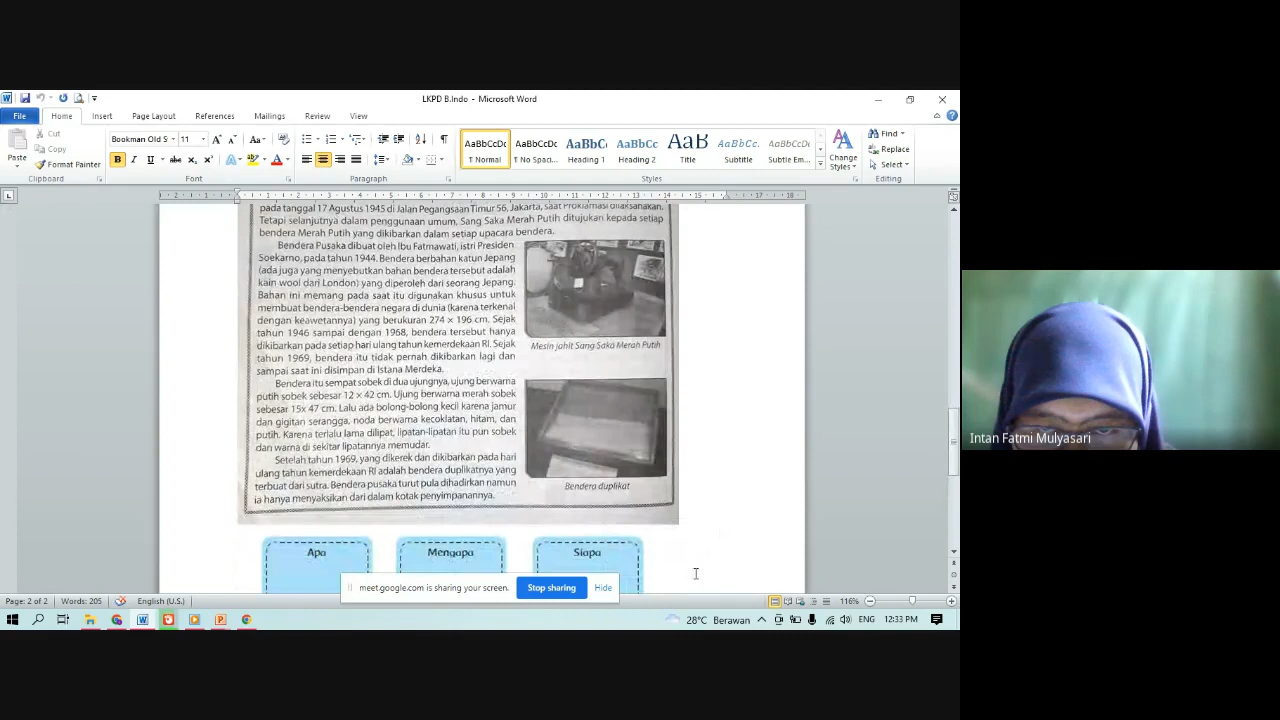 LKPD B.Indo - Microsoft Word
File Home Insert Page Layout References Mailings Review View
Cut
Copy
Format Painter
Paste
Clipboard
Bookman Old S 11
Font
Paragraph
AaBbCcDc AaBbCcDc AaBbC AaBbCc AaB AaBbCc. AaBbCcDc
¶ Normal ¶ No Spac... Heading 1 Heading 2 Title Subtitle Subtle Em...
Styles
Change Styles
Find
Replace
Select
Editing
pada tanggal 17 Agustus 1945 di Jalan Pegangsaan Timur 56, Jakarta, saat Proklamasi dilaksanakan.
Tetapi selanjutnya dalam penggunaan umum, Sang Saka Merah Putih ditujukan kepada setiap
bendera Merah Putih yang dikibarkan dalam setiap upacara bendera.
Bendera Pusaka dibuat oleh Ibu Fatmawati, istri Presiden
Soekarno, pada tahun 1944. Bendera berbahan katun Jepang
(ada juga yang menyebutkan bahan bendera tersebut adalah
kain wool dari London) yang diperoleh dari seorang Jepang.
Bahan ini memang pada saat itu digunakan khusus untuk
membuat bendera-bendera negara di dunia (karena terkenal
dengan keawetannya) yang berukuran 274 × 196 cm. Sejak
tahun 1946 sampai dengan 1968, bendera tersebut hanya
dikibarkan pada setiap hari ulang tahun kemerdekaan RI. Sejak
tahun 1969, bendera itu tidak pernah dikibarkan lagi dan
sampai saat ini disimpan di Istana Merdeka.
Mesin jahit Sang Saka Merah Putih
Bendera itu sempat sobek di dua ujungnya, ujung berwarna
putih sobek sebesar 12 × 42 cm. Ujung berwarna merah sobek
sebesar 15x 47 cm. Lalu ada bolong-bolong kecil karena jamur
dan gigitan serangga, noda berwarna kecoklatan, hitam, dan
putih. Karena terlalu lama dilipat, lipatan-lipatan itu pun sobek
dan warna di sekitar lipatannya memudar.
Setelah tahun 1969, yang dikerek dan dikibarkan pada hari
ulang tahun kemerdekaan RI adalah bendera duplikatnya yang
terbuat dari sutra. Bendera pusaka turut pula dihadirkan namun
ia hanya menyaksikan dari dalam kotak penyimpanannya.
Bendera duplikat
Apa Mengapa Siapa
meet.google.com is sharing your screen. Stop sharing Hide
Page: 2 of 2 Words: 205 English (U.S.) 116%
28°C Berawan ENG 12:33 PM
Intan Fatmi Mulyasari